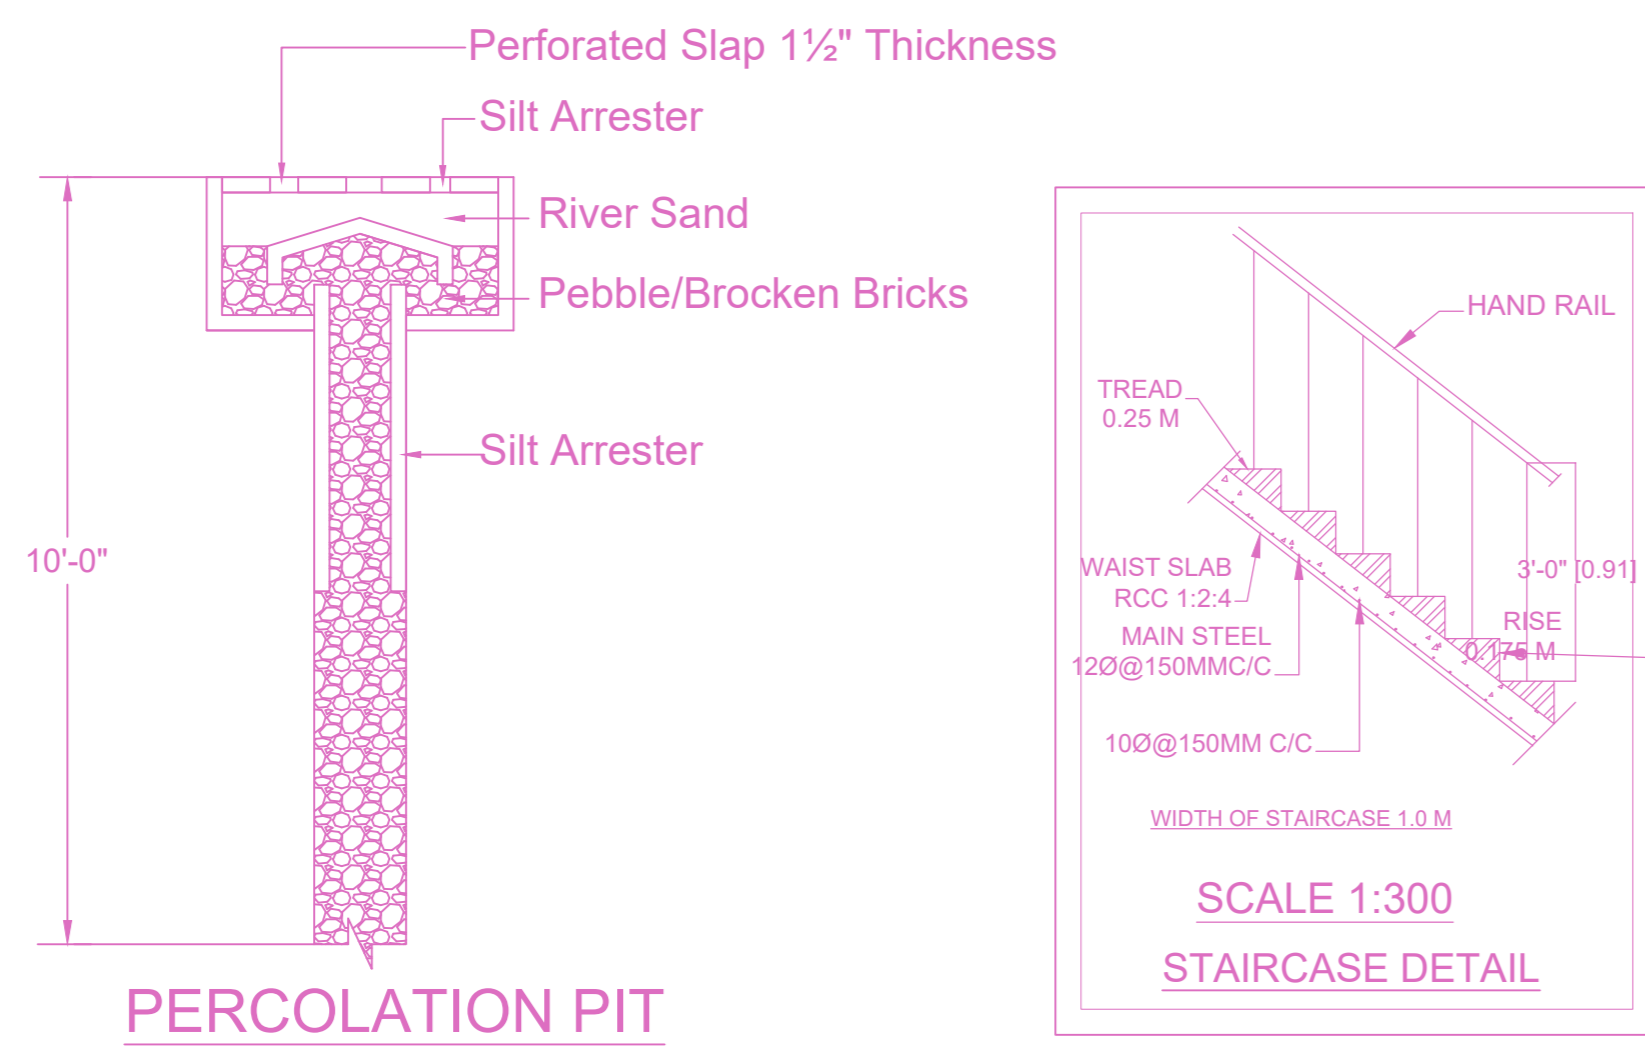 Perforated Slap 1½" Thickness
Silt Arrester
River Sand
Pebble/Brocken Bricks
Silt Arrester
10'-0"
PERCOLATION PIT
HAND RAIL
TREAD
0.25 M
WAIST SLAB
RCC 1:2:4
MAIN STEEL
12Ø@150MMC/C
10Ø@150MM C/C
3'-0" [0.91]
RISE
0.175 M
WIDTH OF STAIRCASE 1.0 M
SCALE 1:300
STAIRCASE DETAIL